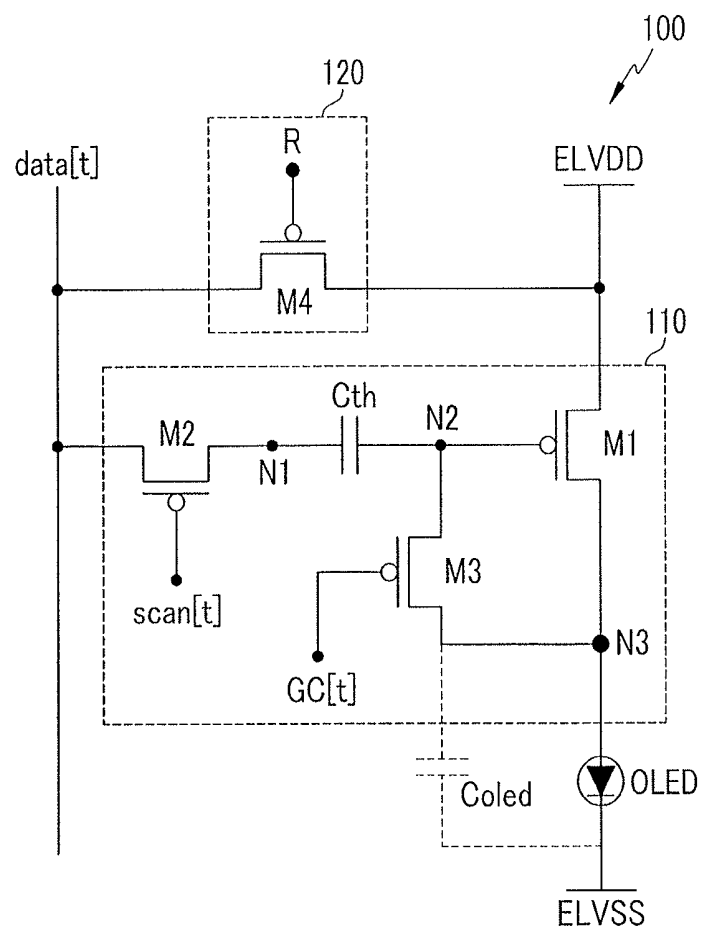 100
120
R
data[t]
ELVDD
M4
110
Cth
M2
N2
N1
M1
M3
scan[t]
N3
GC[t]
Coled
OLED
ELVSS